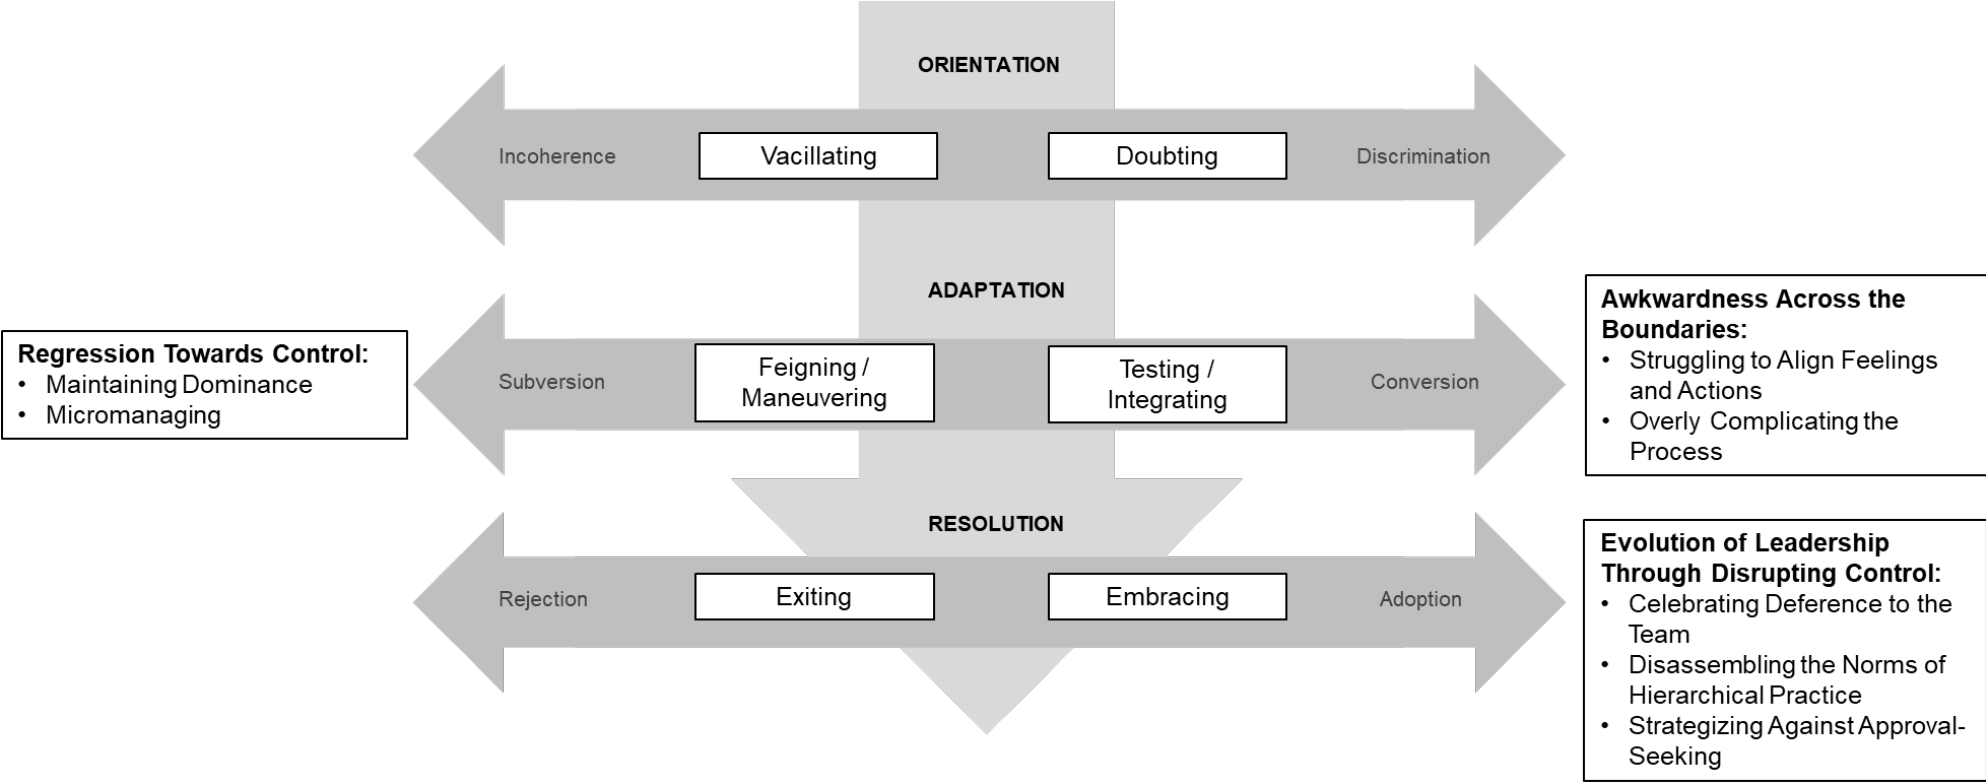 ORIENTATION
Incoherence
Vacillating
Doubting
Discrimination
ADAPTATION
Regression Towards Control:
• Maintaining Dominance
• Micromanaging
Subversion
Feigning /
Maneuvering
Testing /
Integrating
Conversion
Awkwardness Across the
Boundaries:
• Struggling to Align Feelings
and Actions
• Overly Complicating the
Process
RESOLUTION
Rejection
Exiting
Embracing
Adoption
Evolution of Leadership
Through Disrupting Control:
• Celebrating Deference to the
Team
• Disassembling the Norms of
Hierarchical Practice
• Strategizing Against Approval-
Seeking